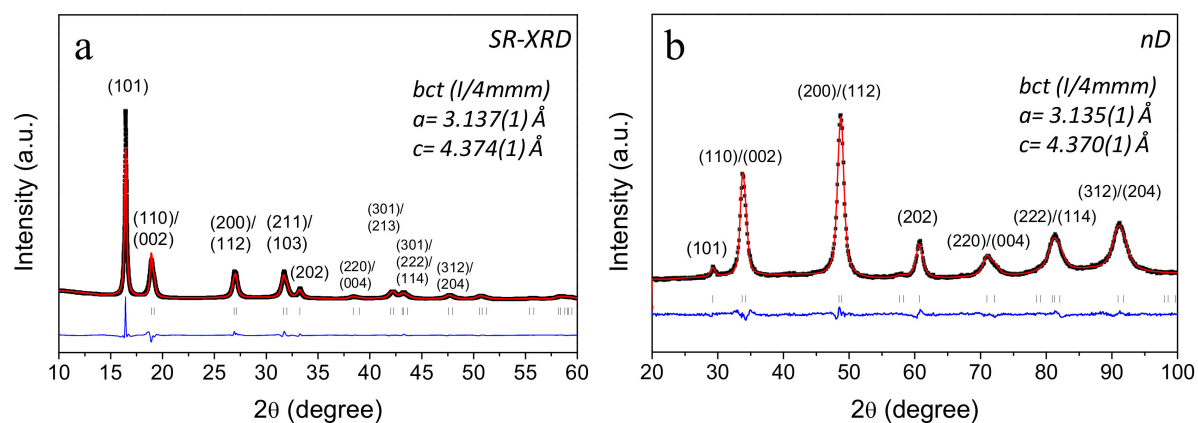 a
SR-XRD
bct (I/4mmm)
a= 3.137(1) Å
c= 4.374(1) Å
(101)
(110)/
(002)
(200)/
(112)
(211)/
(103)
(202)
(220)/
(004)
(301)/
213)
(301)/
(222)/
(114)
(312)/
(204)
Intensity (a.u.)
10 15 20 25 30 35 40 45 50 55 60
2θ (degree)
b
nD
bct (I/4mmm)
a= 3.135(1) Å
c= 4.370(1) Å
(101)
(110)/(002)
(200)/(112)
(202)
(220)/(004)
(222)/(114)
(312)/(204)
Intensity (a.u.)
20 30 40 50 60 70 80 90 100
2θ (degree)